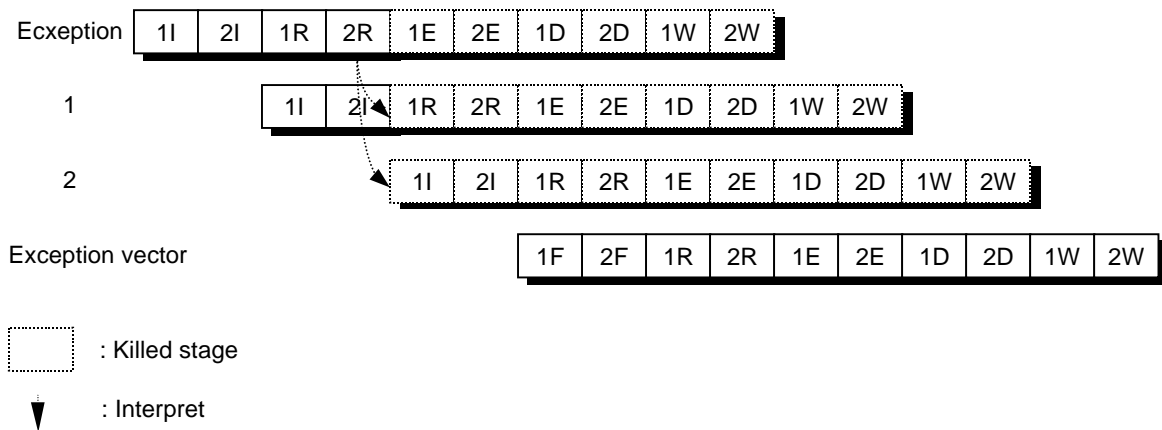 Ecxeption 1I 2I 1R 2R 1E 2E 1D 2D 1W 2W
1 1I 2I 1R 2R 1E 2E 1D 2D 1W 2W
2 1I 2I 1R 2R 1E 2E 1D 2D 1W 2W
Exception vector 1F 2F 1R 2R 1E 2E 1D 2D 1W 2W
: Killed stage
: Interpret